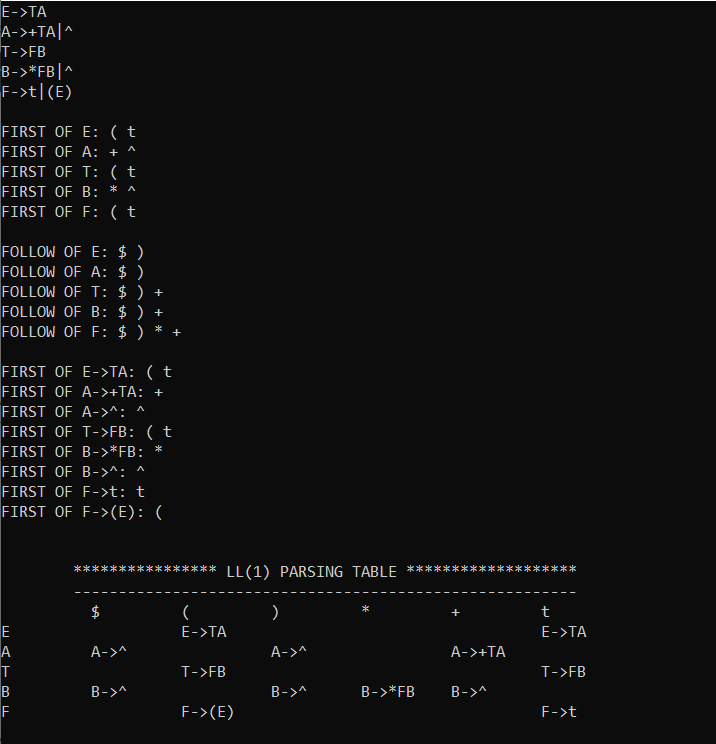 E->TA
A->+TA|^
T->FB
B->*FB|^
F->t|(E)

FIRST OF E: ( t
FIRST OF A: + ^
FIRST OF T: ( t
FIRST OF B: * ^
FIRST OF F: ( t

FOLLOW OF E: $ )
FOLLOW OF A: $ )
FOLLOW OF T: $ ) +
FOLLOW OF B: $ ) +
FOLLOW OF F: $ ) * +

FIRST OF E->TA: ( t
FIRST OF A->+TA: +
FIRST OF A->^: ^
FIRST OF T->FB: ( t
FIRST OF B->*FB: *
FIRST OF B->^: ^
FIRST OF F->t: t
FIRST OF F->(E): (

        **************** LL(1) PARSING TABLE *******************
        --------------------------------------------------------
          $         (         )         *         +         t
E                   E->TA                                   E->TA
A         A->^                A->^                A->+TA
T                   T->FB                                   T->FB
B         B->^                B->^      B->*FB    B->^
F                   F->(E)                                  F->t